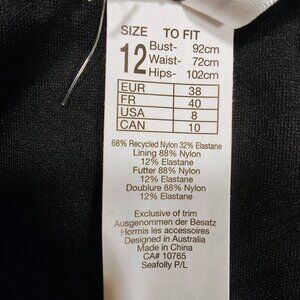 SIZE TO FIT
12 Bust- 92cm
Waist- 72cm
Hips- 102cm
EUR 38
FR 40
USA 8
CAN 10
68% Recycled Nylon 32% Elastane
Lining 88% Nylon
12% Elastane
Futter 88% Nylon
12% Elastane
Doublure 88% Nylon
12% Elastane
Exclusive of trim
Ausgenommen der Besatz
Hormis les accessoires
Designed in Australia
Made in China
CA# 10765
Seafolly P/L